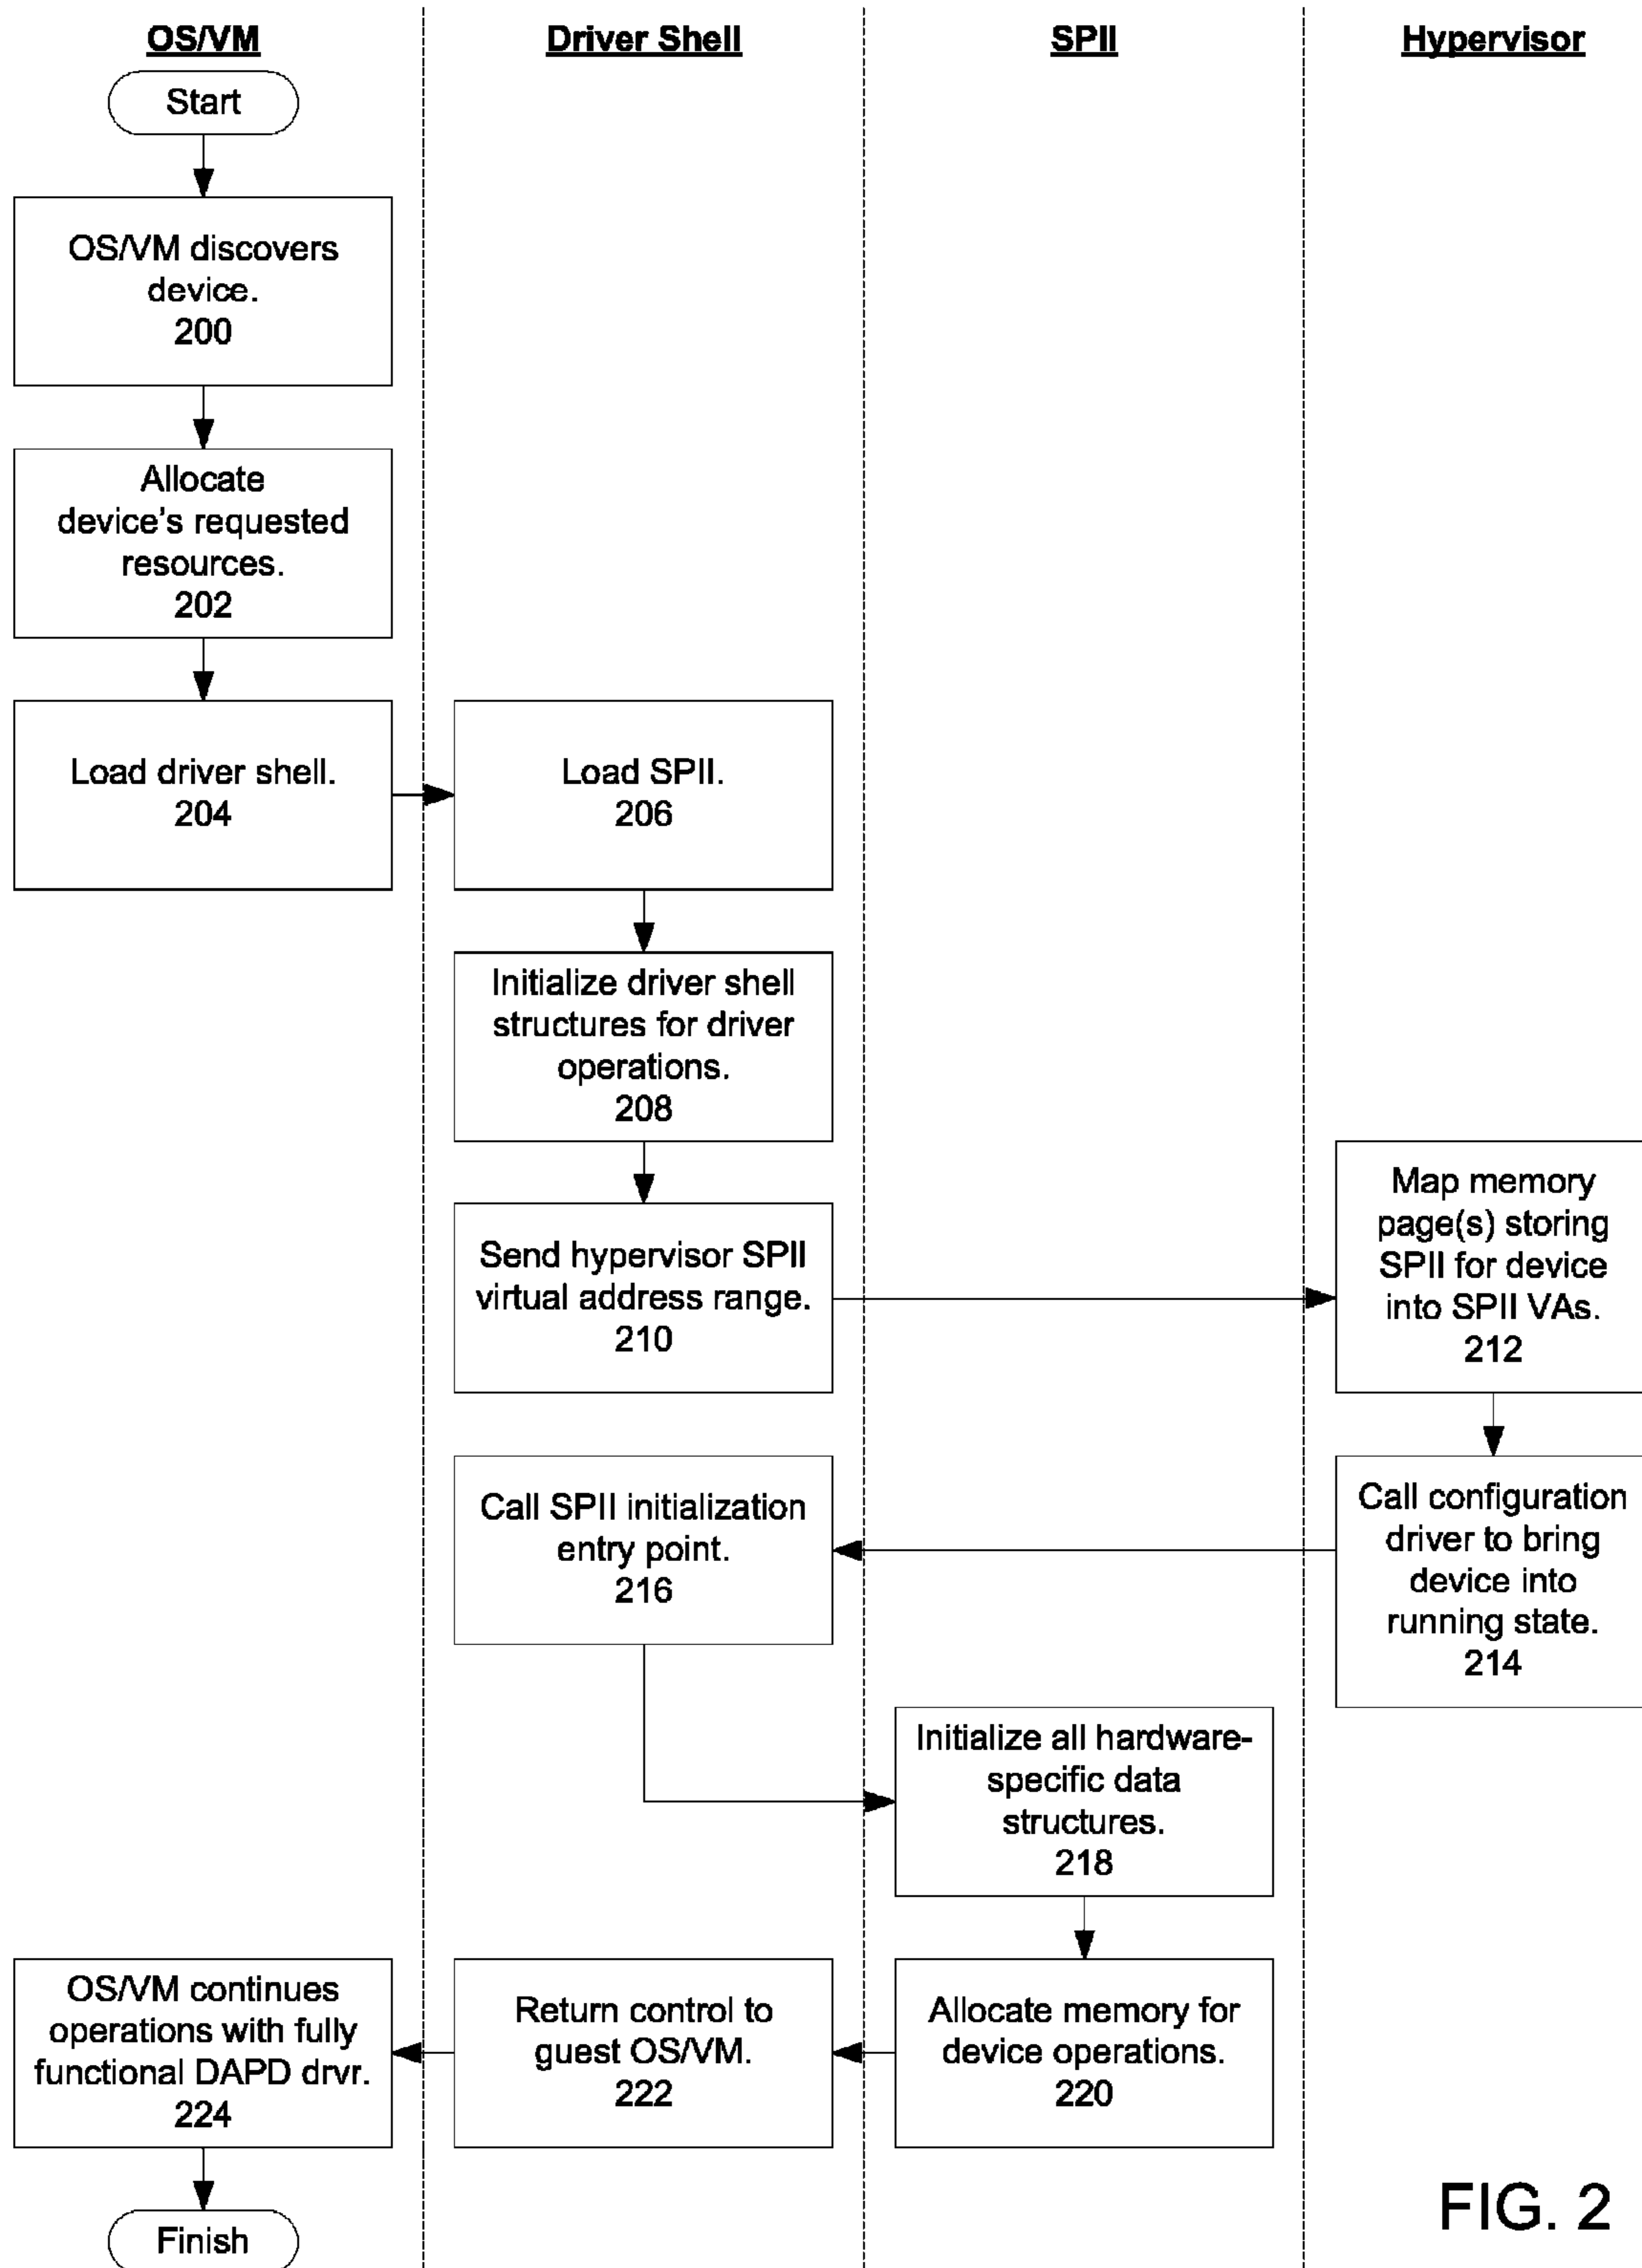 OS/VM
Driver Shell
SPII
Hypervisor
Start
OS/VM discovers
device.
200
Allocate
device's requested
resources.
202
Load driver shell.
204
Load SPII.
206
Initialize driver shell
structures for driver
operations.
208
Send hypervisor SPII
virtual address range.
210
Map memory
page(s) storing
SPII for device
into SPII VAs.
212
Call configuration
driver to bring
device into
running state.
214
Call SPII initialization
entry point.
216
Initialize all hardware-
specific data
structures.
218
Allocate memory for
device operations.
220
Return control to
guest OS/VM.
222
OS/VM continues
operations with fully
functional DAPD drvr.
224
Finish
FIG. 2